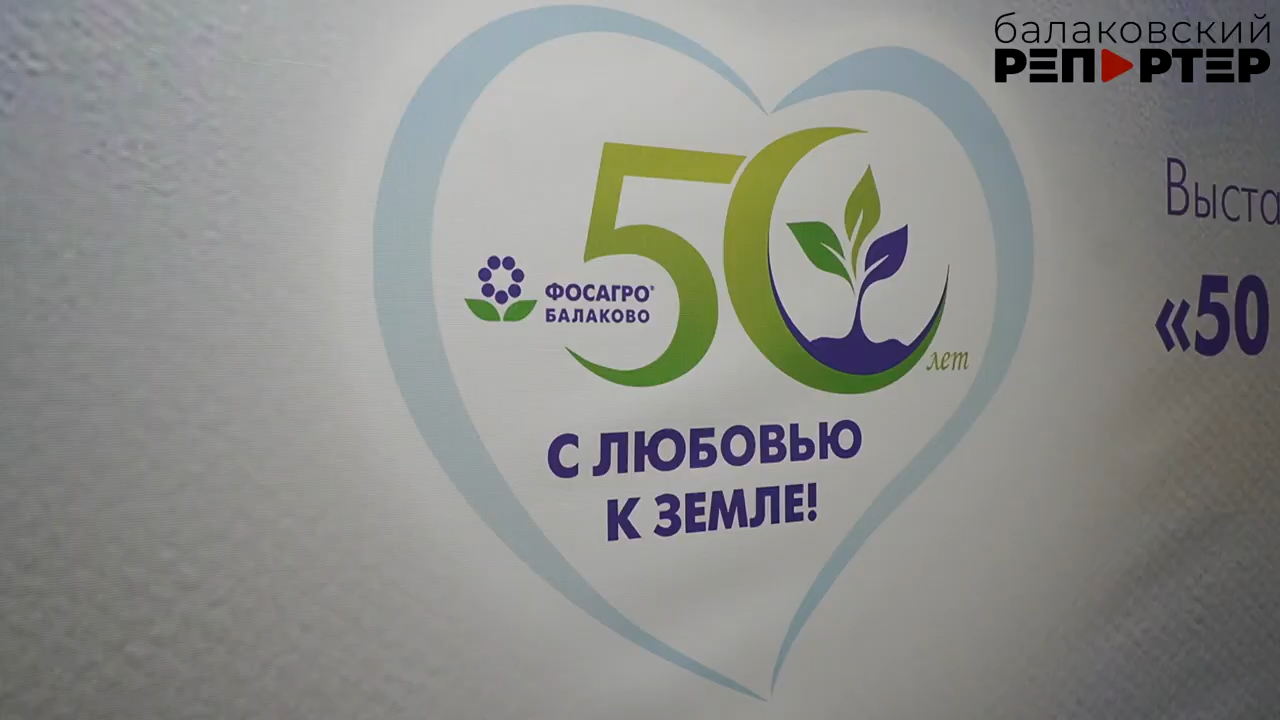 балаковский
РЕПОРТЕР
50
лет
ФОСАГРО®
БАЛАКОВО
С ЛЮБОВЬЮ
К ЗЕМЛЕ!
«50